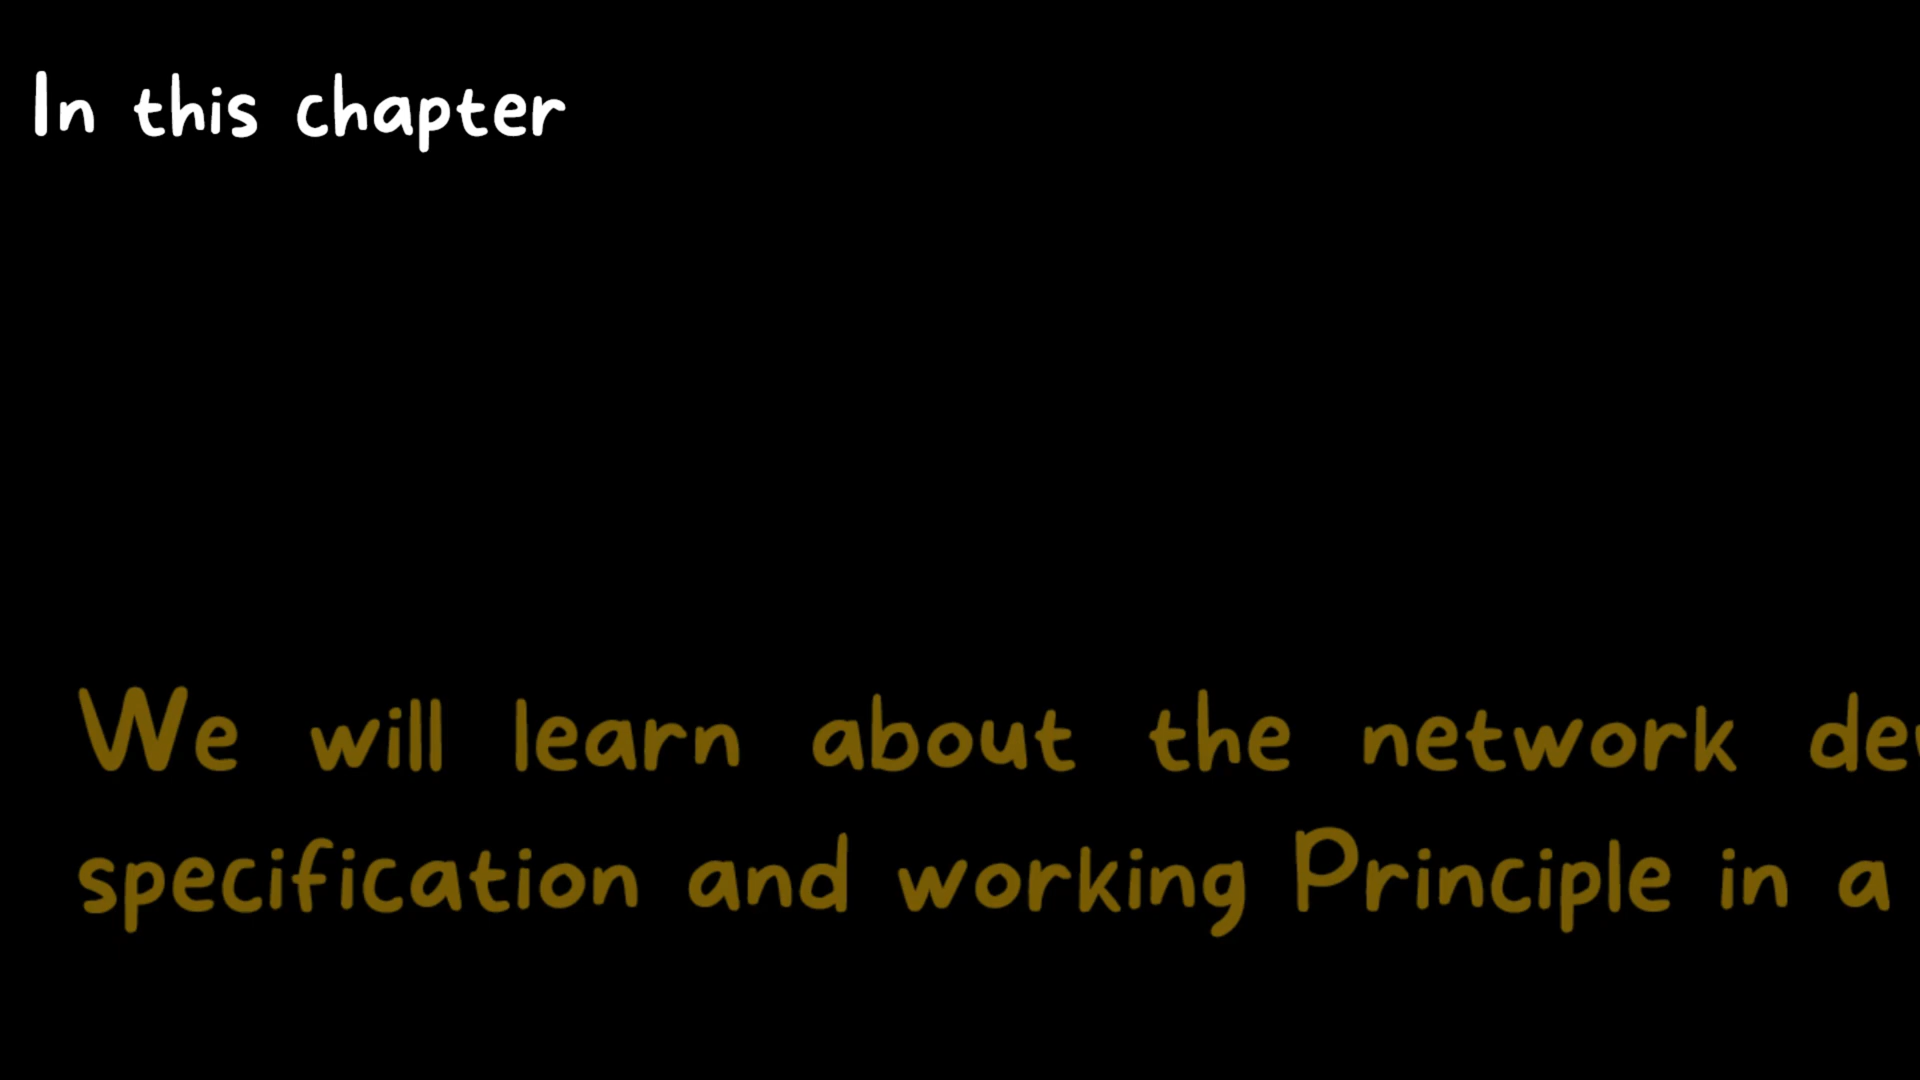 In this chapter
We will learn about the network
specification and working Principle in a